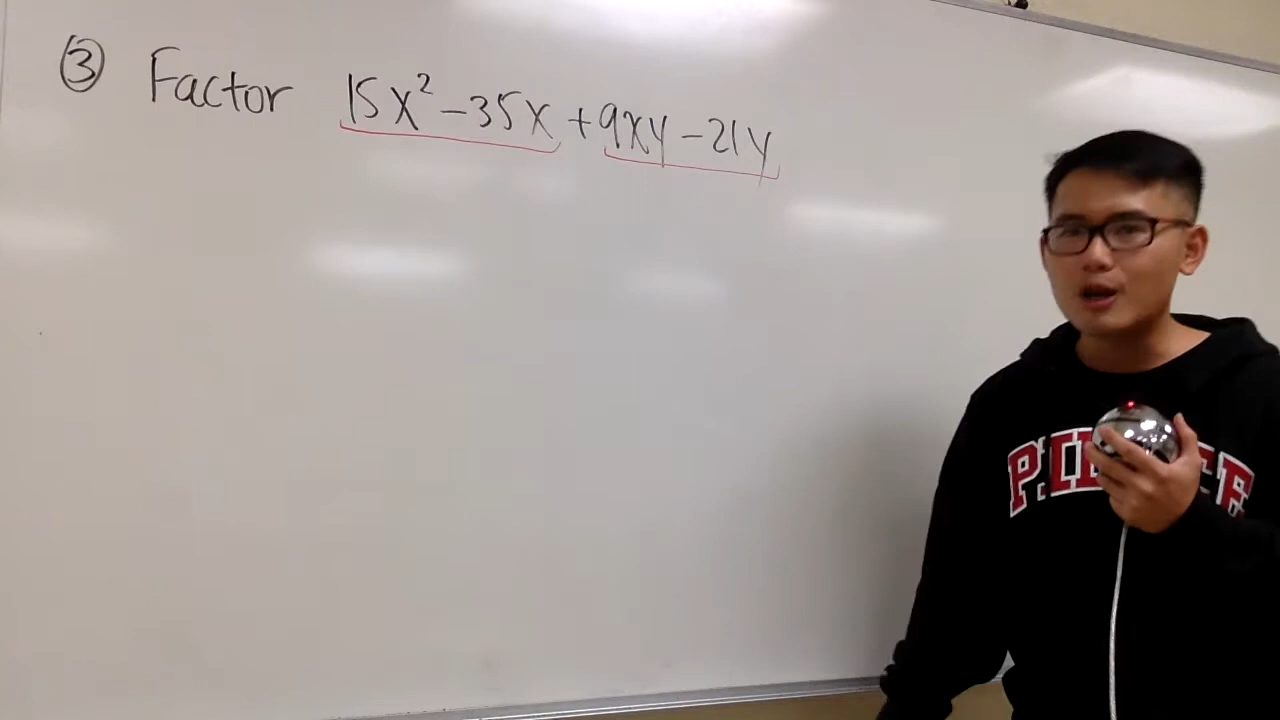 ③ Factor 15x² - 35x + 9xy - 21y